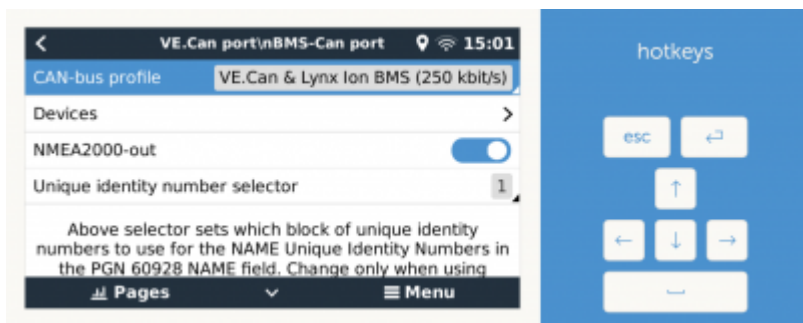 VE.Can port\nBMS-Can port 15:01
CAN-bus profile VE.Can & Lynx Ion BMS (250 kbit/s)
Devices
NMEA2000-out
Unique identity number selector 1
Above selector sets which block of unique identity
numbers to use for the NAME Unique Identity Numbers in
the PGN 60928 NAME field. Change only when using
Pages Menu
hotkeys
esc